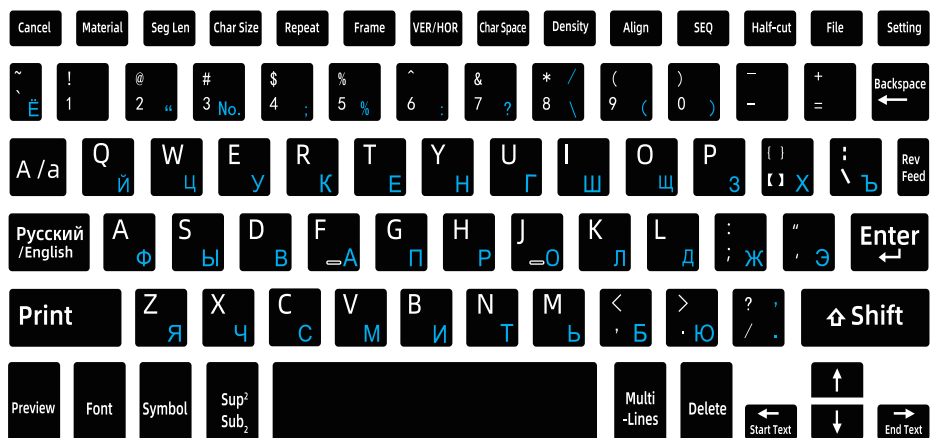 Cancel Material Seg Len Char Size Repeat Frame VER/HOR Char Space Density Align SEQ Half-cut File Setting
~ ! @ # $ % ^ & * / ( ) — +
` Ё 1 2 “ 3 No. 4 ; 5 % 6 : 7 ? 8 \ 9 ( 0 ) - = Backspace ←
A/a Q Й W Ц E У R К T Е Y Н U Г I Ш O Щ P З { } 【 】 Х ¦ \ Ъ Rev
Feed
Русский
/English A Ф S Ы D В F А G П H Р J О K Л L Д : ; Ж " ' Э Enter ↵
Print Z Я X Ч C С V М B И N Т M Ь < , Б > . Ю ? / , . ⇧ Shift
Preview Font Symbol Sup²
Sub₂ Multi
-Lines Delete ←
Start Text ↑
↓ →
End Text